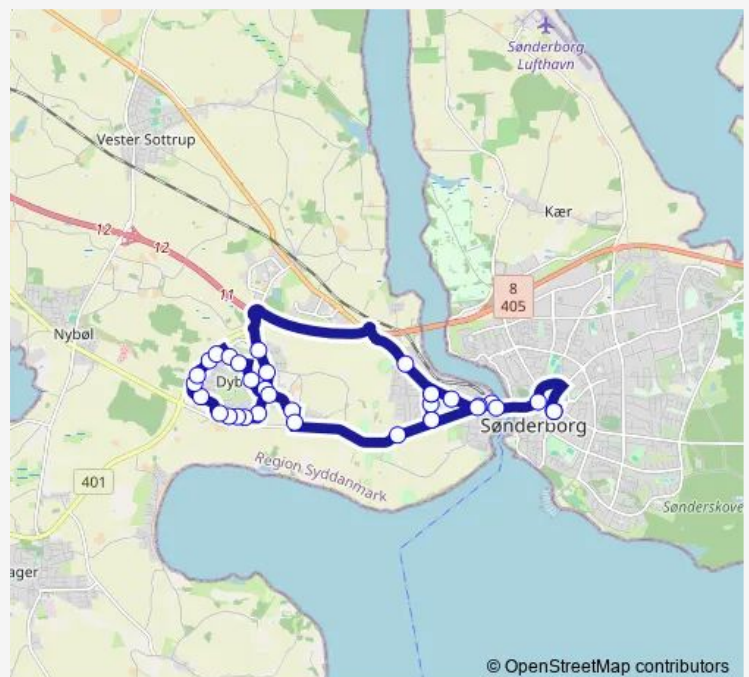 Sønderborg
Lufthavn
Vester Sottrup
Kær
12
12
11
8
405
Nybøl
Dyb
Sønderborg
Region Syddanmark
401
Sønderskove
ager
© OpenStreetMap contributors